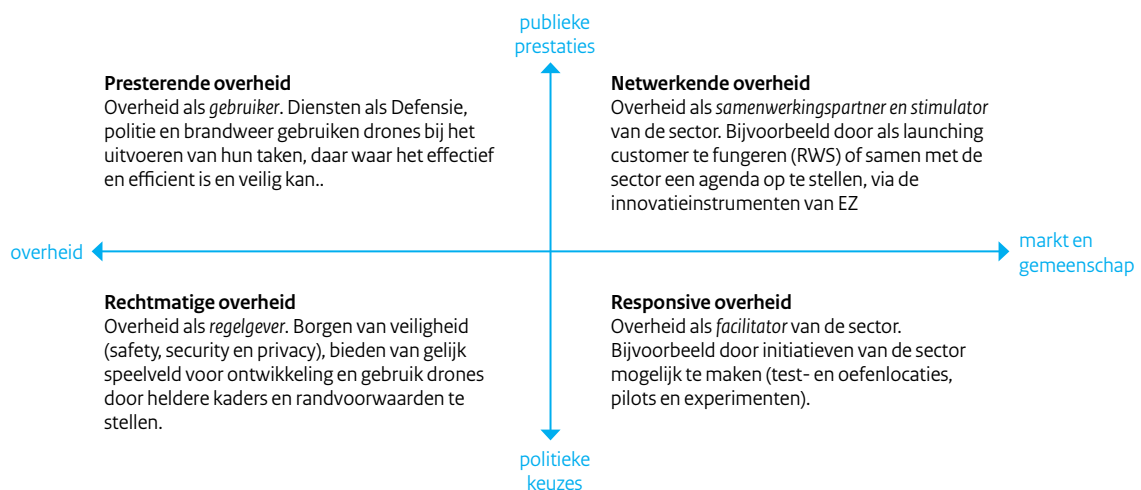 publieke
prestaties
Presterende overheid
Overheid als gebruiker. Diensten als Defensie,
politie en brandweer gebruiken drones bij het
uitvoeren van hun taken, daar waar het effectief
en efficient is en veilig kan..
Netwerkende overheid
Overheid als samenwerkingspartner en stimulator
van de sector. Bijvoorbeeld door als launching
customer te fungeren (RWS) of samen met de
sector een agenda op te stellen, via de
innovatieinstrumenten van EZ
overheid
markt en
gemeenschap
Rechtmatige overheid
Overheid als regelgever. Borgen van veiligheid
(safety, security en privacy), bieden van gelijk
speelveld voor ontwikkeling en gebruik drones
door heldere kaders en randvoorwaarden te
stellen.
Responsive overheid
Overheid als facilitator van de sector.
Bijvoorbeeld door initiatieven van de sector
mogelijk te maken (test- en oefenlocaties,
pilots en experimenten).
politieke
keuzes